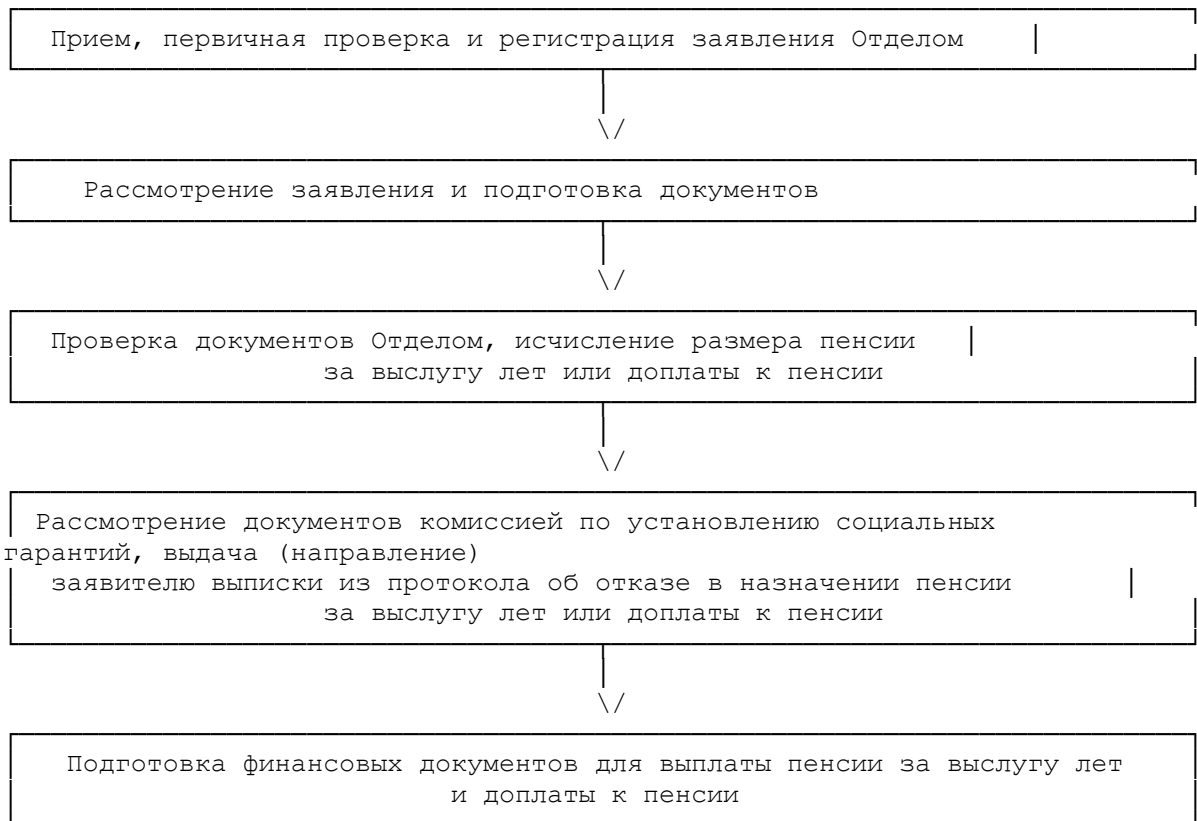 Прием, первичная проверка и регистрация заявления Отделом
Рассмотрение заявления и подготовка документов
Проверка документов Отделом, исчисление размера пенсии
за выслугу лет или доплаты к пенсии
Рассмотрение документов комиссией по установлению социальных
гарантий, выдача (направление)
заявителю выписки из протокола об отказе в назначении пенсии
за выслугу лет или доплаты к пенсии
Подготовка финансовых документов для выплаты пенсии за выслугу лет
и доплаты к пенсии